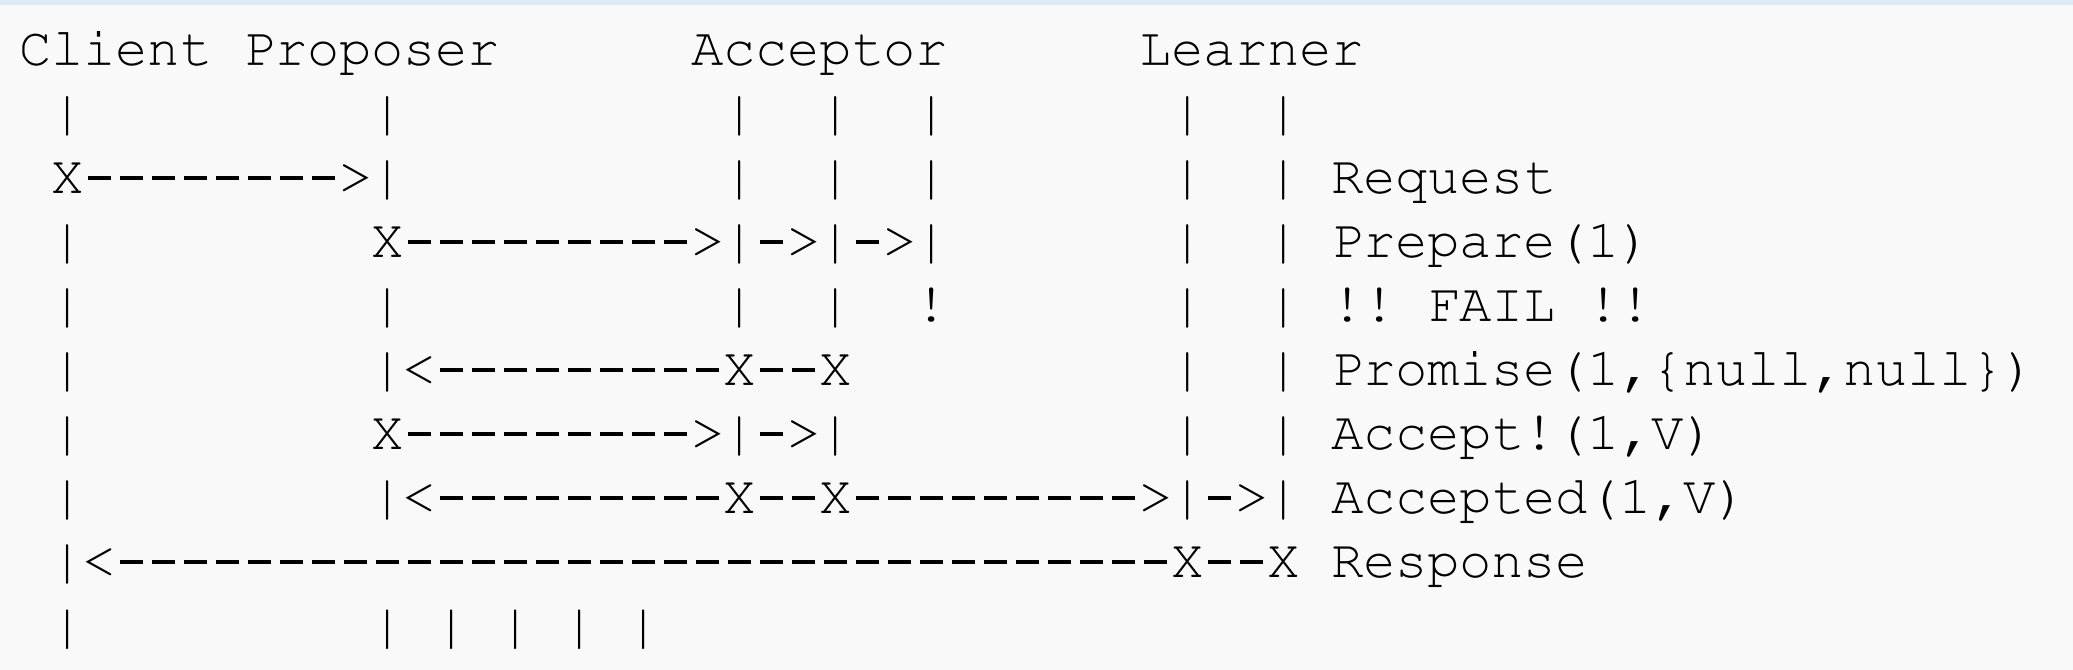 Client Proposer      Acceptor      Learner
 |         |          |  |  |       |  |
 X-------->|          |  |  |       |  | Request
 |         X--------->|->|->|       |  | Prepare(1)
 |         |          |  |  !       |  | !! FAIL !!
 |         |<---------X--X          |  | Promise(1,{null,null})
 |         X--------->|->|          |  | Accept!(1,V)
 |         |<---------X--X--------->|->| Accepted(1,V)
 |<---------------------------------X--X Response
 |         | | | | |